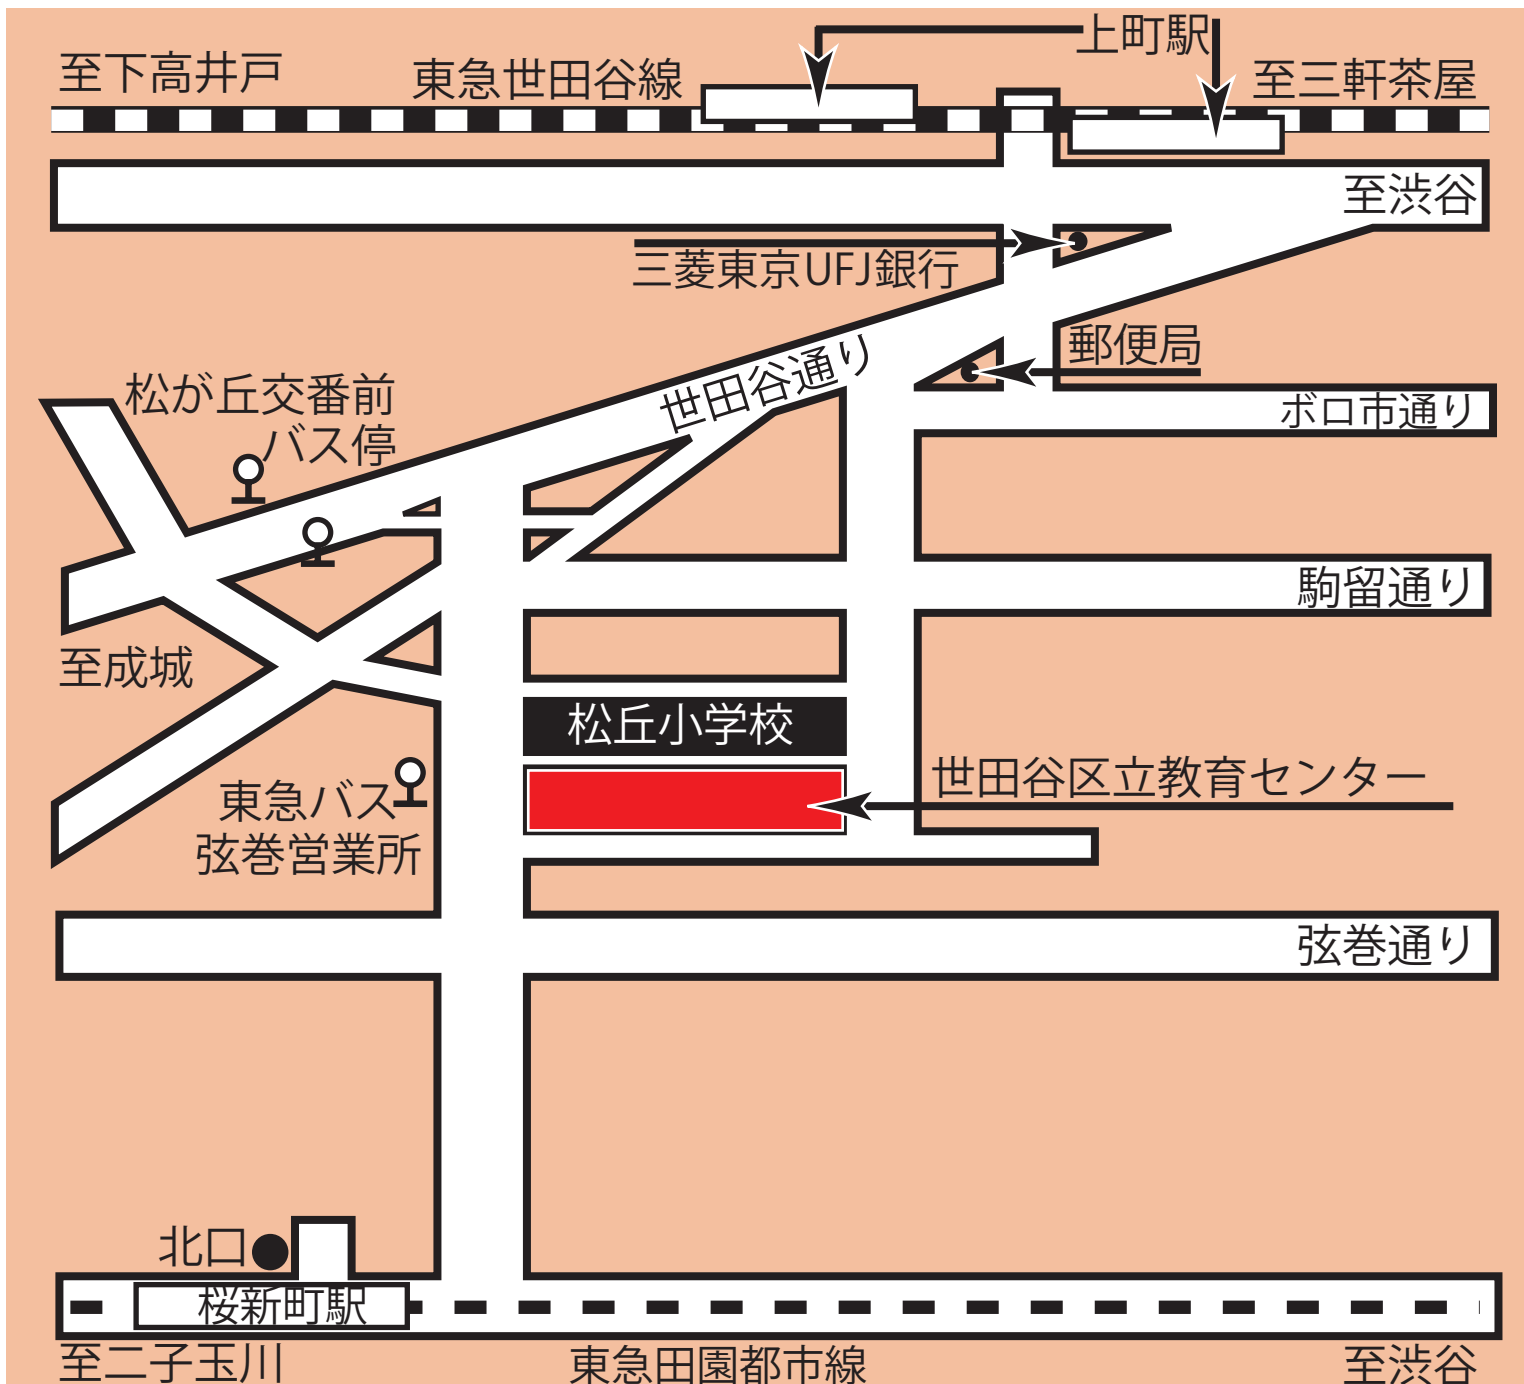 上町駅
至下高井戸
東急世田谷線
至三軒茶屋
至渋谷
三菱東京UFJ銀行
郵便局
世田谷通り
松が丘交番前
バス停
ボロ市通り
駒留通り
至成城
松丘小学校
世田谷区立教育センター
東急バス
弦巻営業所
弦巻通り
北口
桜新町駅
至二子玉川
東急田園都市線
至渋谷